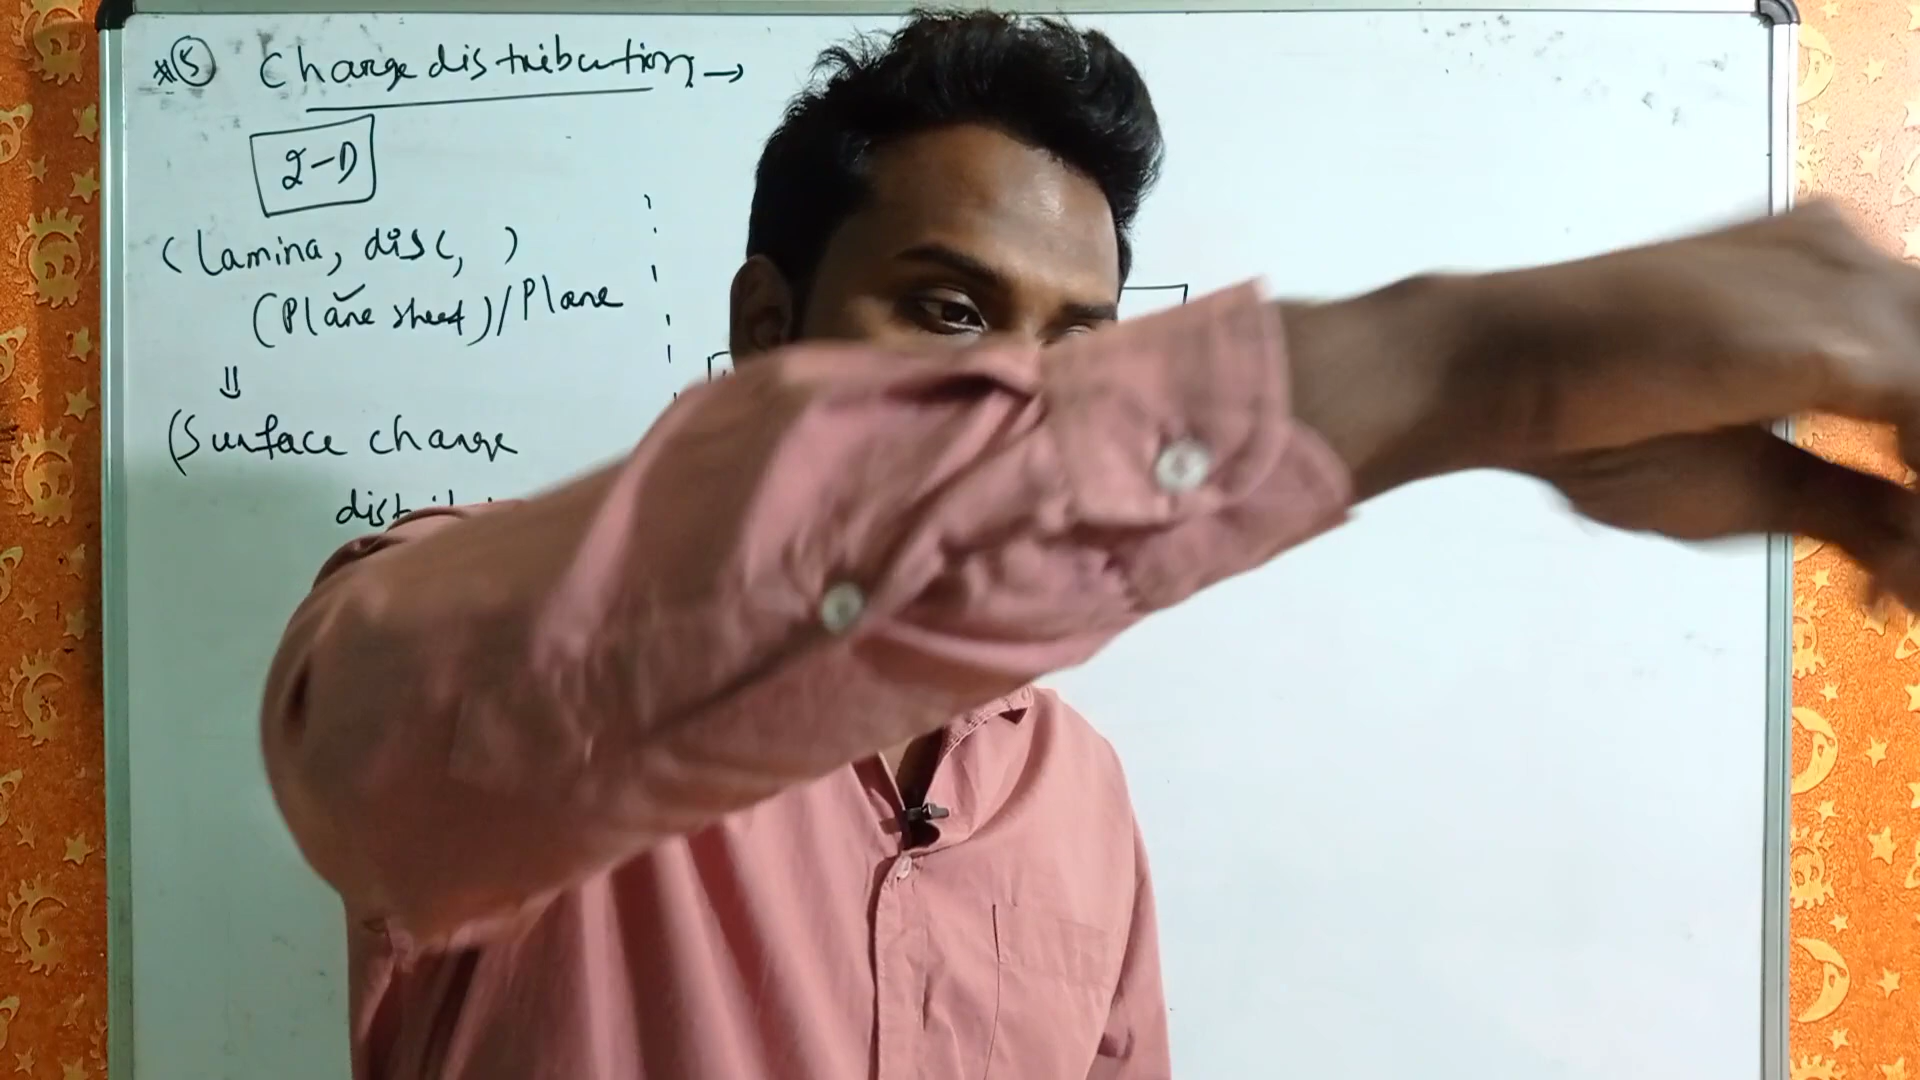 *⑤ Charge distribution →
2-D
(Lamina, disc, )
(Plane sheet)/Plane
⇓
(Surface charge